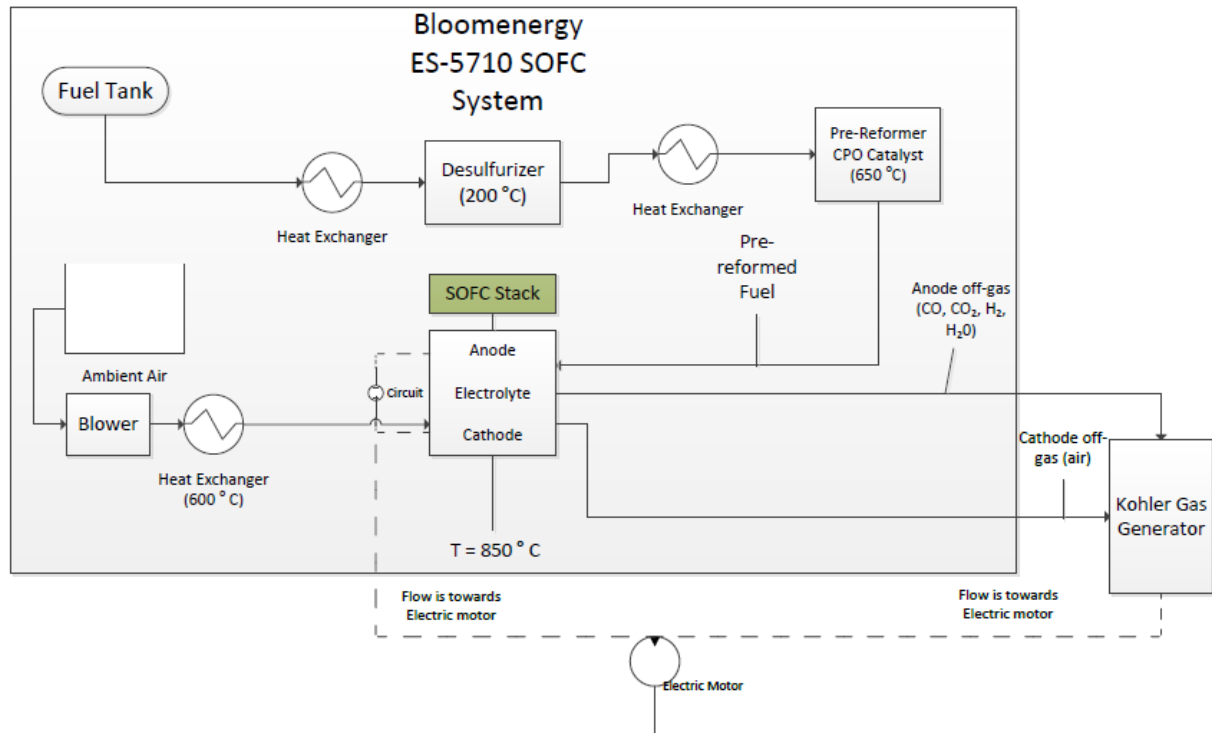 Bloomenergy
ES-5710 SOFC
System
Fuel Tank
Desulfurizer
(200 °C)
Pre-Reformer
CPO Catalyst
(650 °C)
Heat Exchanger
Heat Exchanger
Pre-
reformed
Fuel
SOFC Stack
Anode off-gas
(CO, CO₂, H₂,
H₂0)
Ambient Air
Anode
Circuit
Electrolyte
Blower
Cathode
Cathode off-
gas (air)
Heat Exchanger
(600 ° C)
Kohler Gas
Generator
T = 850 ° C
Flow is towards
Electric motor
Flow is towards
Electric motor
Electric Motor